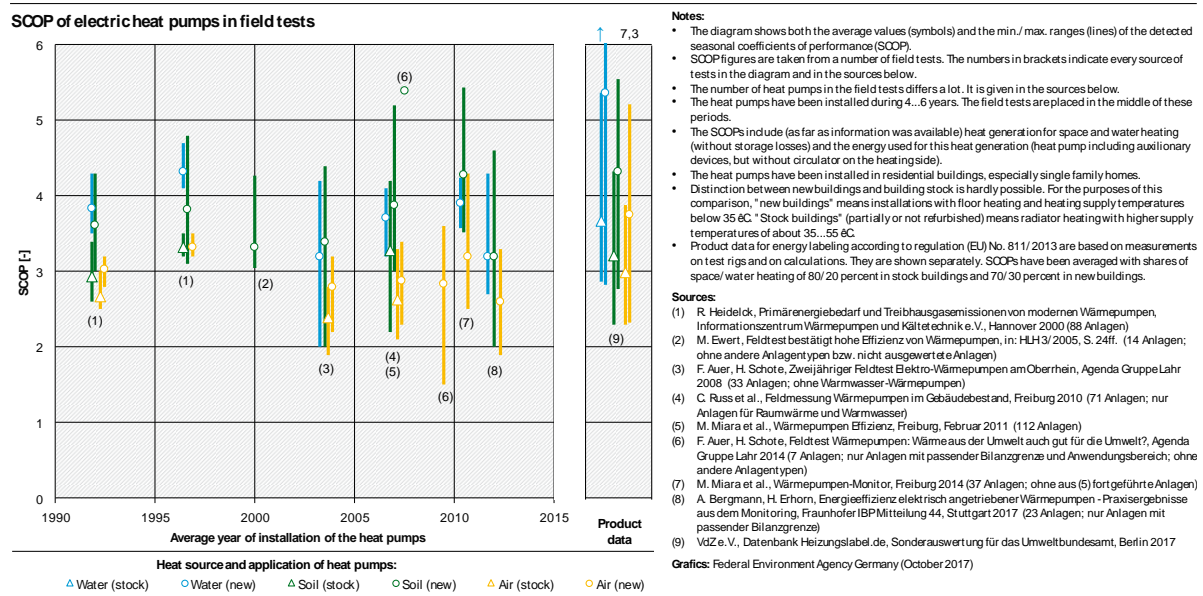 SCOP of electric heat pumps in field tests
6
5
4
3
2
1
0
SCOP [-]
1990
1995
2000
2005
2010
2015
Average year of installation of the heat pumps
Product
data
7,3
(1)
(1)
(2)
(3)
(6)
(4)
(5)
(6)
(7)
(8)
(9)
Heat source and application of heat pumps:
Water (stock)
Water (new)
Soil (stock)
Soil (new)
Air (stock)
Air (new)
Notes:
• The diagram shows both the average values (symbols) and the min./ max. ranges (lines) of the detected
seasonal coefficients of performance (SCOP).
• SCOP figures are taken from a number of field tests. The numbers in brackets indicate every source of
tests in the diagram and in the sources below.
• The number of heat pumps in the field tests differs a lot. It is given in the sources below.
• The heat pumps have been installed during 4...6 years. The field tests are placed in the middle of these
periods.
• The SCOPs include (as far as information was available) heat generation for space and water heating
(without storage losses) and the energy used for this heat generation (heat pump including auxilionary
devices, but without circulator on the heating side).
• The heat pumps have been installed in residential buildings, especially single family homes.
• Distinction between new buildings and building stock is hardly possible. For the purposes of this
comparison, "new buildings" means installations with floor heating and heating supply temperatures
below 35 êC. "Stock buildings" (partially or not refurbished) means radiator heating with higher supply
temperatures of about 35...55 êC.
• Product data for energy labeling according to regulation (EU) No. 811/ 2013 are based on measurements
on test rigs and on calculations. They are shown separately. SCOPs have been averaged with shares of
space/ water heating of 80/ 20 percent in stock buildings and 70/ 30 percent in new buildings.
Sources:
(1) R. Heidelck, Primärenergiebedarf und Treibhausgasemissionen von modernen Wärmepumpen,
Informationszentrum Wärmepumpen und Kältetechnik e.V., Hannover 2000 (88 Anlagen)
(2) M. Ewert, Feldtest bestätigt hohe Effizienz von Wärmepumpen, in: HLH 3/ 2005, S. 24ff. (14 Anlagen;
ohne andere Anlagentypen bzw. nicht ausgewertete Anlagen)
(3) F. Auer, H. Schote, Zweijähriger Feldtest Elektro-Wärmepumpen am Oberrhein, Agenda Gruppe Lahr
2008 (33 Anlagen; ohne Warmwasser-Wärmepumpen)
(4) C. Russ et al., Feldmessung Wärmepumpen im Gebäudebestand, Freiburg 2010 (71 Anlagen; nur
Anlagen für Raumwärme und Warmwasser)
(5) M. Miara et al., Wärmepumpen Effizienz, Freiburg, Februar 2011 (112 Anlagen)
(6) F. Auer, H. Schote, Feldtest Wärmepumpen: Wärme aus der Umwelt auch gut für die Umwelt?, Agenda
Gruppe Lahr 2014 (7 Anlagen; nur Anlagen mit passender Bilanzgrenze und Anwendungsbereich; ohne
andere Anlagentypen)
(7) M. Miara et al., Wärmepumpen-Monitor, Freiburg 2014 (37 Anlagen; ohne aus (5) fortgeführte Anlagen)
(8) A. Bergmann, H. Erhorn, Energieeffizienz elektrisch angetriebener Wärmepumpen - Praxisergebnisse
aus dem Monitoring, Fraunhofer IBP Mitteilung 44, Stuttgart 2017 (23 Anlagen; nur Anlagen mit
passender Bilanzgrenze)
(9) VdZ e.V., Datenbank Heizungslabel.de, Sonderauswertung für das Umweltbundesamt, Berlin 2017
Grafics: Federal Environment Agency Germany (October 2017)